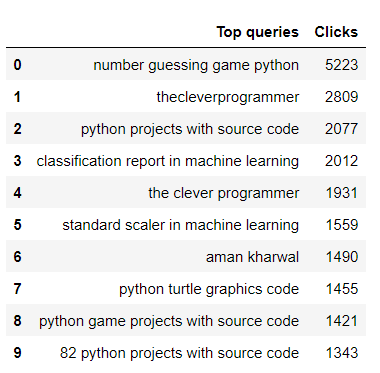 Top queries Clicks
0 number guessing game python 5223
1 thecleverprogrammer 2809
2 python projects with source code 2077
3 classification report in machine learning 2012
4 the clever programmer 1931
5 standard scaler in machine learning 1559
6 aman kharwal 1490
7 python turtle graphics code 1455
8 python game projects with source code 1421
9 82 python projects with source code 1343